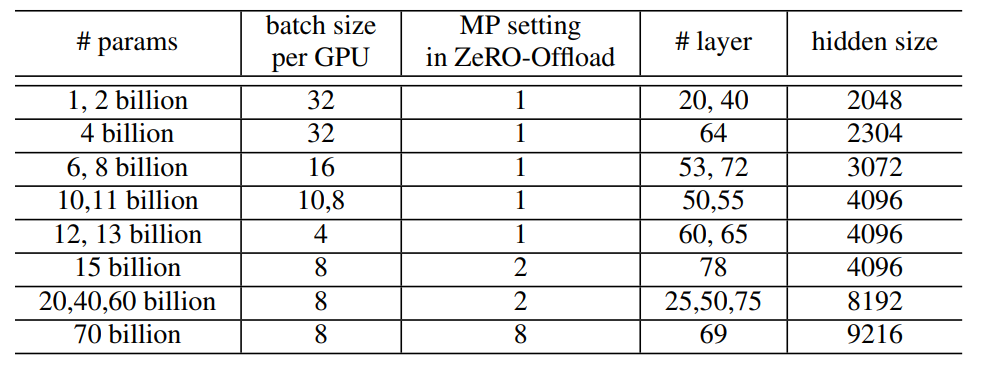 # params batch size per GPU MP setting in ZeRO-Offload # layer hidden size
1, 2 billion 32 1 20, 40 2048
4 billion 32 1 64 2304
6, 8 billion 16 1 53, 72 3072
10,11 billion 10,8 1 50,55 4096
12, 13 billion 4 1 60, 65 4096
15 billion 8 2 78 4096
20,40,60 billion 8 2 25,50,75 8192
70 billion 8 8 69 9216